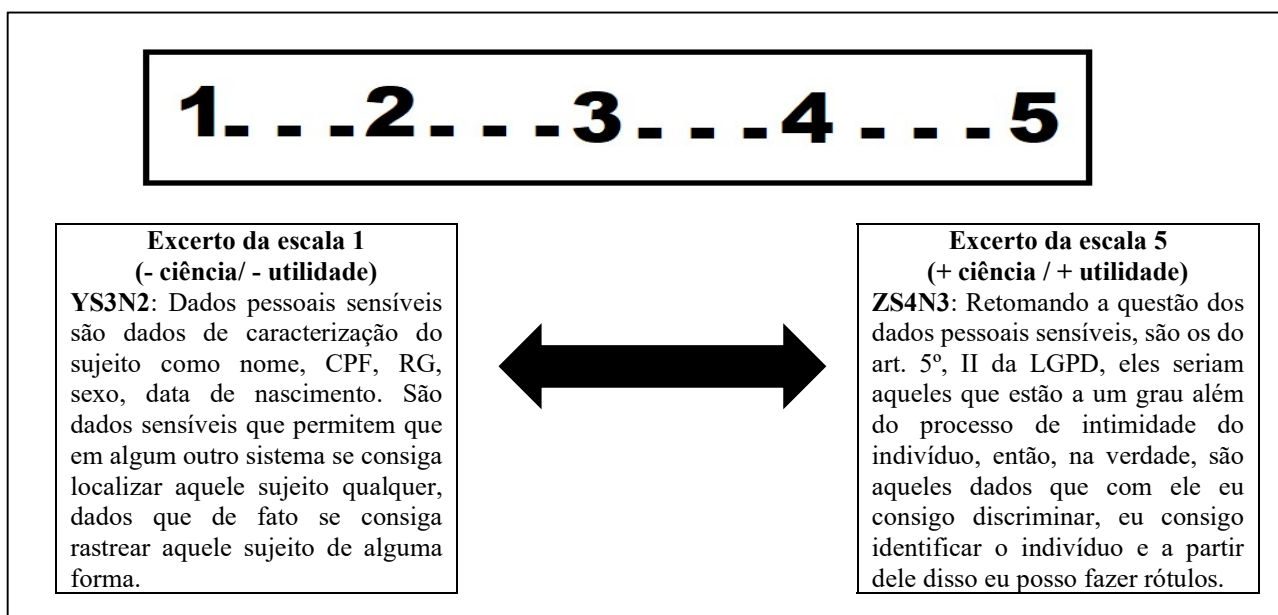 1- - -2- - -3- - -4 - - -5
Excerto da escala 1
(- ciência/ - utilidade)
YS3N2: Dados pessoais sensíveis
são dados de caracterização do
sujeito como nome, CPF, RG,
sexo, data de nascimento. São
dados sensíveis que permitem que
em algum outro sistema se consiga
localizar aquele sujeito qualquer,
dados que de fato se consiga
rastrear aquele sujeito de alguma
forma.
Excerto da escala 5
(+ ciência / + utilidade)
ZS4N3: Retomando a questão dos
dados pessoais sensíveis, são os do
art. 5º, II da LGPD, eles seriam
aqueles que estão a um grau além
do processo de intimidade do
indivíduo, então, na verdade, são
aqueles dados que com ele eu
consigo discriminar, eu consigo
identificar o indivíduo e a partir
dele disso eu posso fazer rótulos.